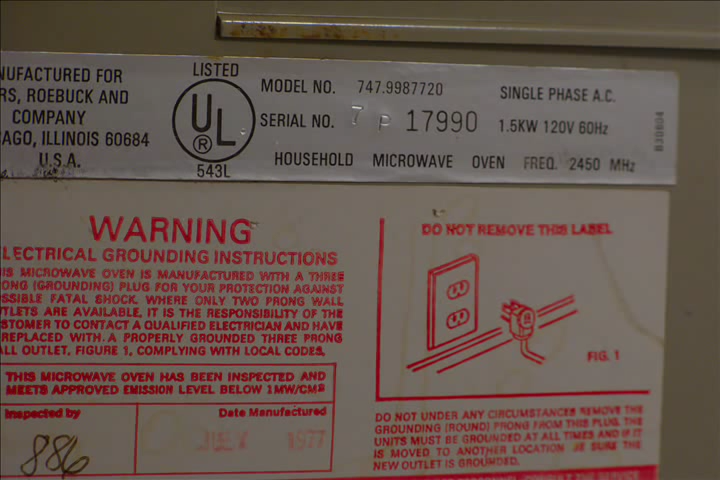 NUFACTURED FOR
RS, ROEBUCK AND
COMPANY
AGO, ILLINOIS 60684
U.S.A.
LISTED
UL
®
543L
MODEL NO. 747.9987720
SERIAL NO. 7 P 17990
HOUSEHOLD MICROWAVE OVEN FREQ. 2450 MHz
SINGLE PHASE A.C.
1.5KW 120V 60Hz
B30804
WARNING
LECTRICAL GROUNDING INSTRUCTIONS
IS MICROWAVE OVEN IS MANUFACTURED WITH A THREE
ONG (GROUNDING) PLUG FOR YOUR PROTECTION AGAINST
SSIBLE FATAL SHOCK. WHERE ONLY TWO PRONG WALL
TLETS ARE AVAILABLE, IT IS THE RESPONSIBILITY OF THE
STOMER TO CONTACT A QUALIFIED ELECTRICIAN AND HAVE
REPLACED WITH A PROPERLY GROUNDED THREE PRONG
ALL OUTLET, FIGURE 1, COMPLYING WITH LOCAL CODES.
THIS MICROWAVE OVEN HAS BEEN INSPECTED AND
MEETS APPROVED EMISSION LEVEL BELOW 1MW/CM2
Inspected by
886
Date Manufactured
JULY 1977
DO NOT REMOVE THIS LABEL
FIG. 1
DO NOT UNDER ANY CIRCUMSTANCES REMOVE THE
GROUNDING (ROUND) PRONG FROM THIS PLUG. THE
UNITS MUST BE GROUNDED AT ALL TIMES AND IF IT
IS MOVED TO ANOTHER LOCATION BE SURE THE
NEW OUTLET IS GROUNDED.